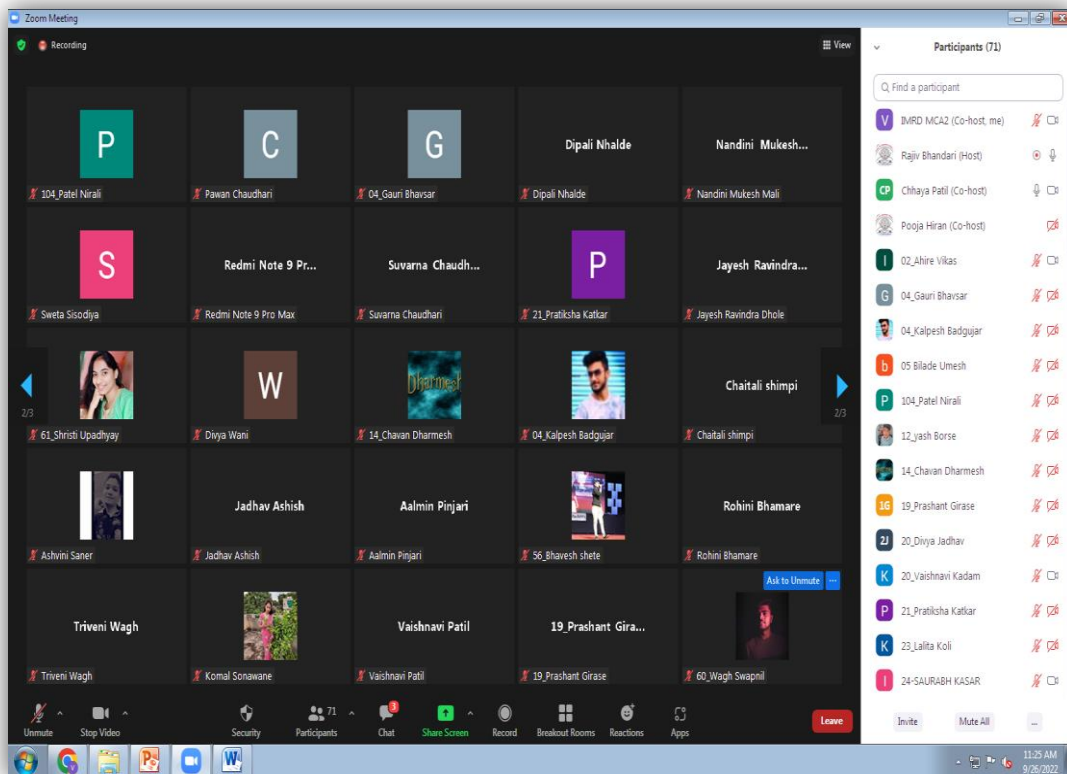 Zoom Meeting
Recording
View
P
C
G
Dipali Nhalde
Nandini Mukesh...
104_Patel Nirali
Pawan Chaudhari
04_Gauri Bhavsar
Dipali Nhalde
Nandini Mukesh Mali
S
Redmi Note 9 Pr...
Suvarna Chaudh...
P
Jayesh Ravindra...
Sweta Sisodiya
Redmi Note 9 Pro Max
Suvarna Chaudhari
21_Pratiksha Katkar
Jayesh Ravindra Dhole
2/3
W
Dharmesh
Chaitali shimpi
2/3
61_Shristi Upadhyay
Divya Wani
14_Chavan Dharmesh
04_Kalpesh Badgujar
Chaitali shimpi
Jadhav Ashish
Aalmin Pinjari
Rohini Bhamare
Ashvini Saner
Jadhav Ashish
Aalmin Pinjari
56_Bhavesh shete
Rohini Bhamare
Ask to Unmute ...
Triveni Wagh
Vaishnavi Patil
19_Prashant Gira...
Triveni Wagh
Komal Sonawane
Vaishnavi Patil
19_Prashant Girase
60_Wagh Swapnil
Unmute
Stop Video
Security
71
Participants
3
Chat
Share Screen
Record
Breakout Rooms
Reactions
Apps
Leave
Participants (71)
Find a participant
V IMRD MCA2 (Co-host, me)
Rajiv Bhandari (Host)
CP Chhaya Patil (Co-host)
Pooja Hiran (Co-host)
I 02_Ahire Vikas
G 04_Gauri Bhavsar
04_Kalpesh Badgujar
b 05 Bilade Umesh
P 104_Patel Nirali
12_yash Borse
14_Chavan Dharmesh
1G 19_Prashant Girase
2J 20_Divya Jadhav
K 20_Vaishnavi Kadam
P 21_Pratiksha Katkar
K 23_Lalita Koli
I 24-SAURABH KASAR
Invite
Mute All
...
11:25 AM
9/26/2022